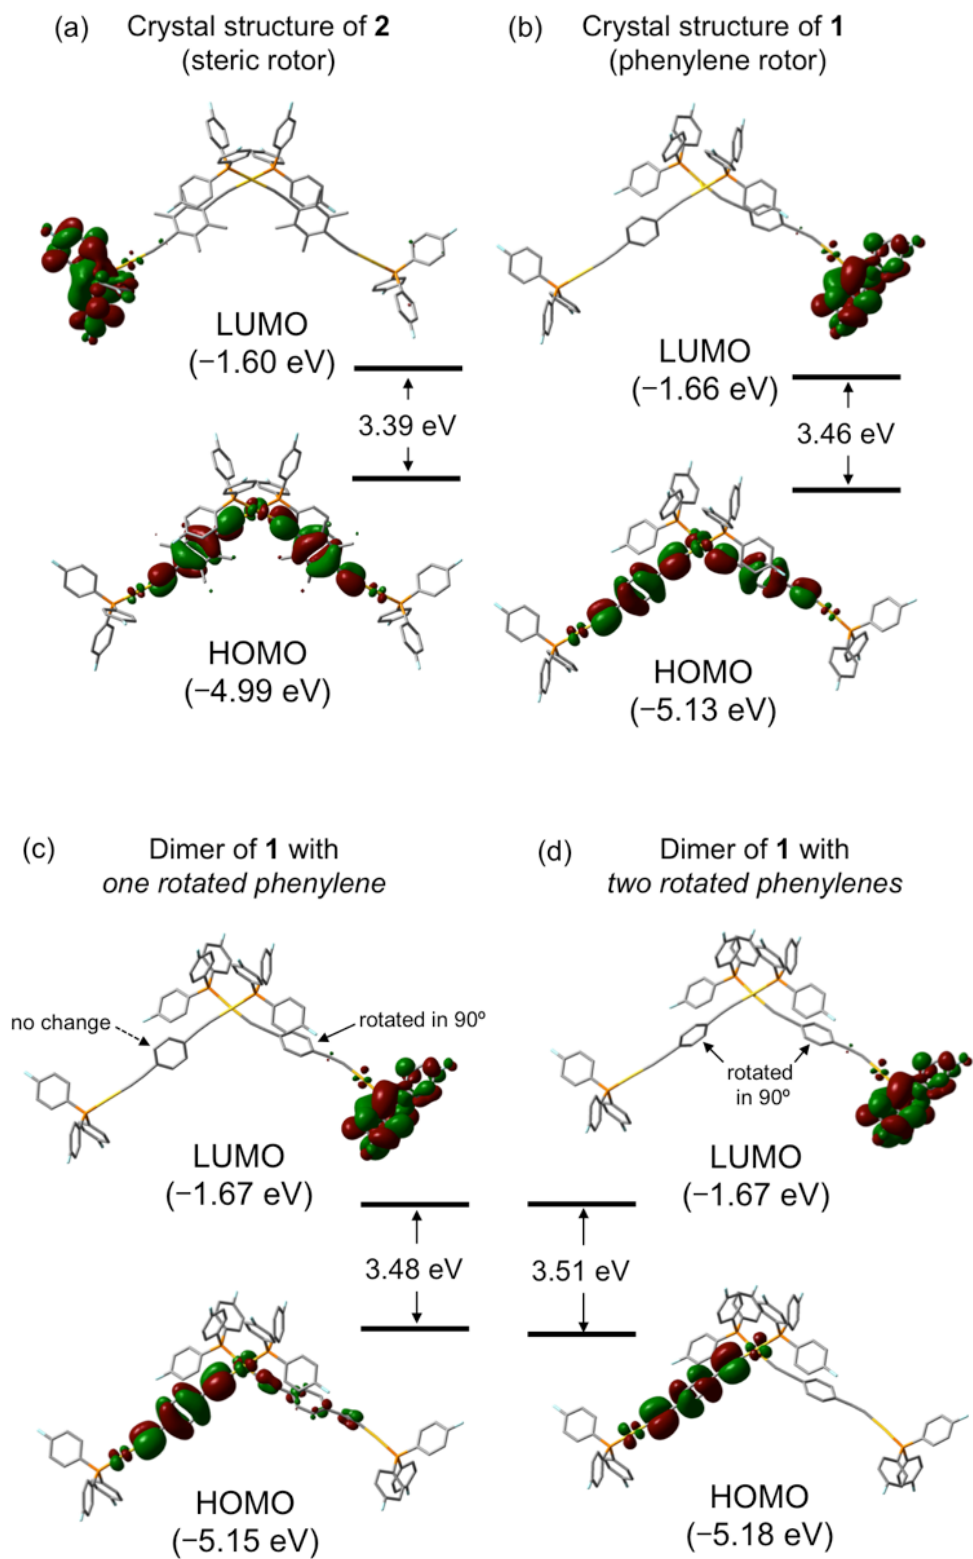 (a) Crystal structure of 2
(steric rotor)
LUMO
(−1.60 eV)
3.39 eV
HOMO
(−4.99 eV)
(b) Crystal structure of 1
(phenylene rotor)
LUMO
(−1.66 eV)
3.46 eV
HOMO
(−5.13 eV)
(c) Dimer of 1 with
one rotated phenylene
no change
rotated in 90º
LUMO
(−1.67 eV)
3.48 eV
HOMO
(−5.15 eV)
(d) Dimer of 1 with
two rotated phenylenes
rotated
in 90º
LUMO
(−1.67 eV)
3.51 eV
HOMO
(−5.18 eV)